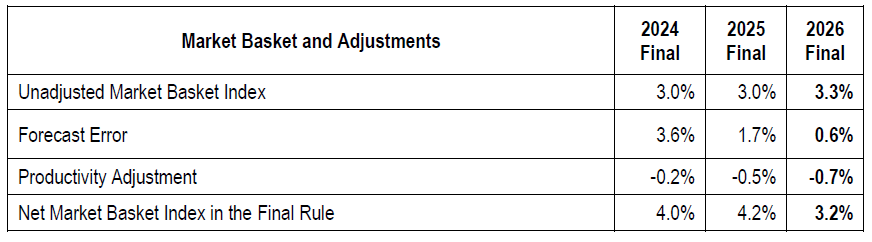 Market Basket and Adjustments 2024 Final 2025 Final 2026 Final
Unadjusted Market Basket Index 3.0% 3.0% 3.3%
Forecast Error 3.6% 1.7% 0.6%
Productivity Adjustment -0.2% -0.5% -0.7%
Net Market Basket Index in the Final Rule 4.0% 4.2% 3.2%